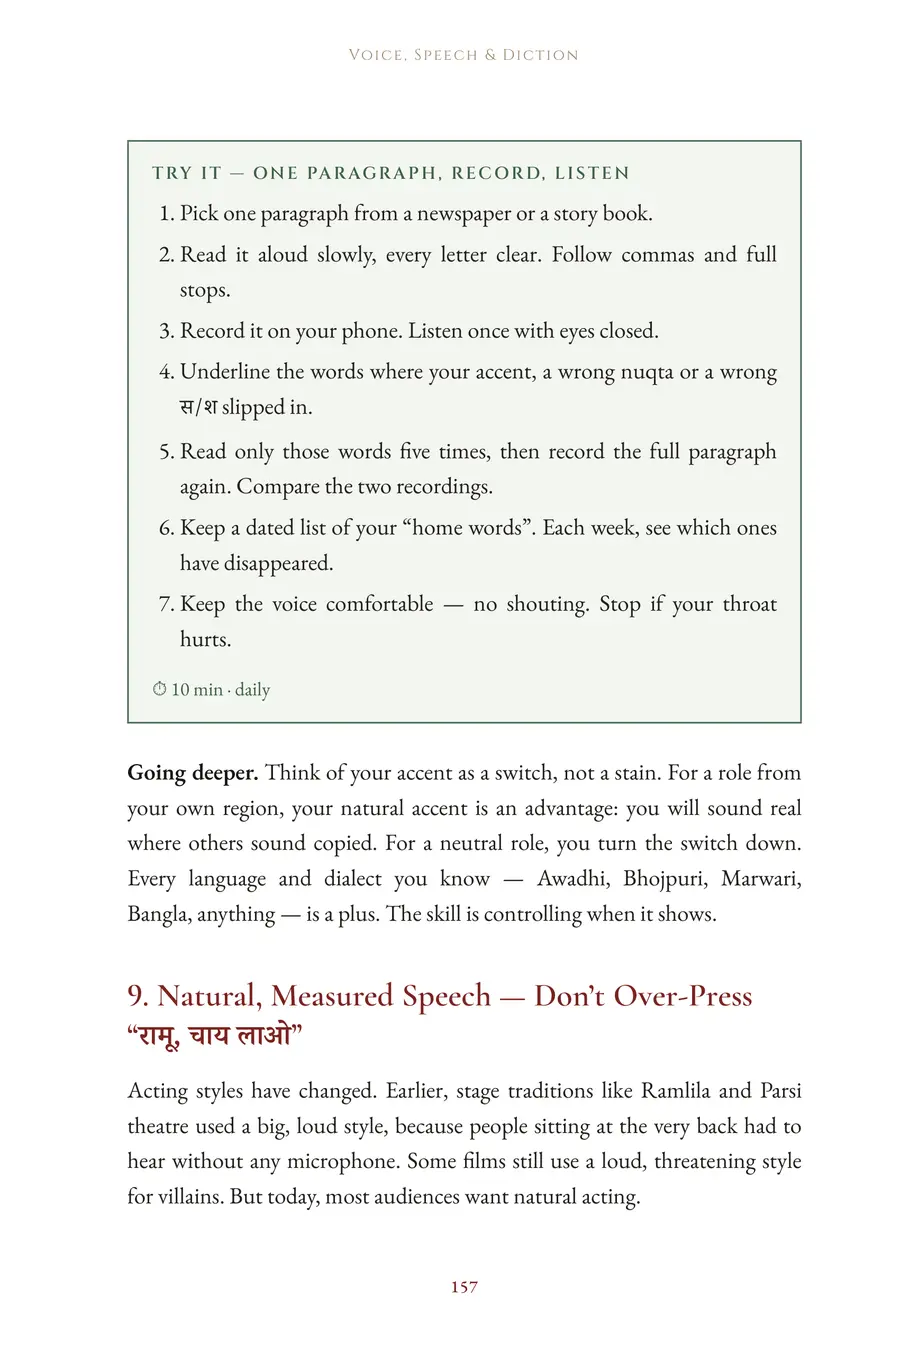 Voice, Speech & Diction
TRY IT — ONE PARAGRAPH, RECORD, LISTEN
1. Pick one paragraph from a newspaper or a story book.
2. Read it aloud slowly, every letter clear. Follow commas and full
stops.
3. Record it on your phone. Listen once with eyes closed.
4. Underline the words where your accent, a wrong nuqta or a wrong
स/श slipped in.
5. Read only those words five times, then record the full paragraph
again. Compare the two recordings.
6. Keep a dated list of your “home words”. Each week, see which ones
have disappeared.
7. Keep the voice comfortable — no shouting. Stop if your throat
hurts.
⏱ 10 min · daily
Going deeper. Think of your accent as a switch, not a stain. For a role from
your own region, your natural accent is an advantage: you will sound real
where others sound copied. For a neutral role, you turn the switch down.
Every language and dialect you know — Awadhi, Bhojpuri, Marwari,
Bangla, anything — is a plus. The skill is controlling when it shows.
9. Natural, Measured Speech — Don’t Over-Press
“रामू, चाय लाओ”
Acting styles have changed. Earlier, stage traditions like Ramlila and Parsi
theatre used a big, loud style, because people sitting at the very back had to
hear without any microphone. Some films still use a loud, threatening style
for villains. But today, most audiences want natural acting.
157